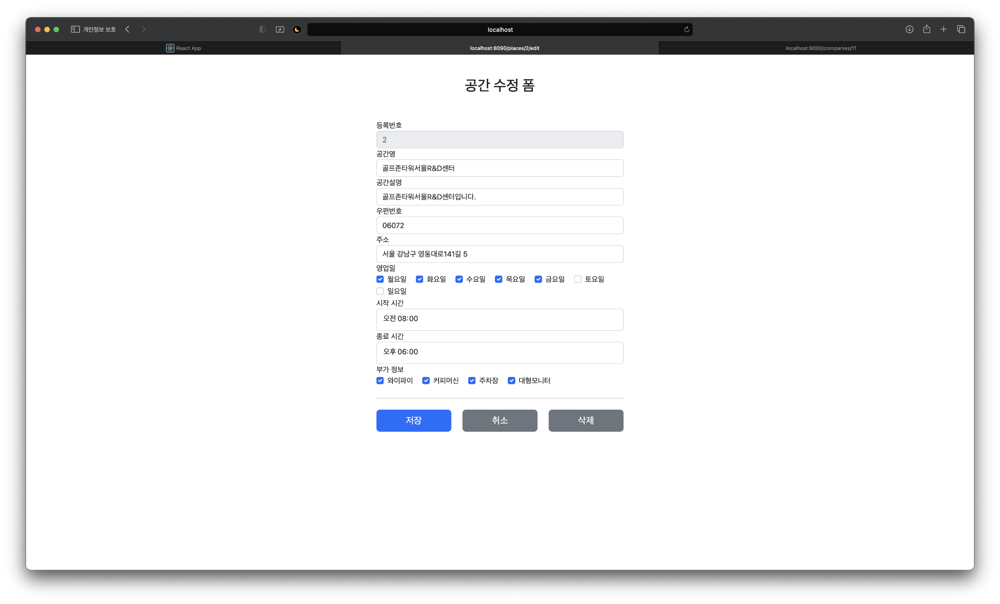 개인정보 보호
localhost
React App
localhost:8090/places/2/edit
localhost:9000/companies/11
공간 수정 폼
등록번호
2
공간명
골프존타워서울R&D센터
공간설명
골프존타워서울R&D센터입니다.
우편번호
06072
주소
서울 강남구 영동대로141길 5
영업일
월요일 화요일 수요일 목요일 금요일 토요일
일요일
시작 시간
오전 08:00
종료 시간
오후 06:00
부가 정보
와이파이 커피머신 주차장 대형모니터
저장 취소 삭제